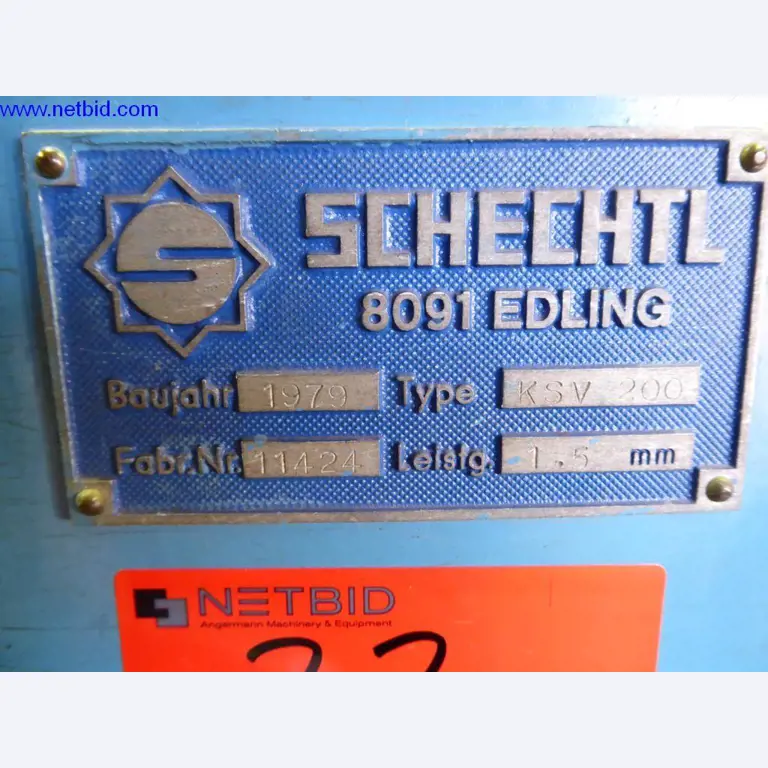 www.netbid.com
S SCHECHTL
8091 EDLING
Baujahr 1979 Type KSV 200
Fabr.Nr. 11424 Leistg. 1.5 mm
NETBID
Angermann Machinery & Equipment